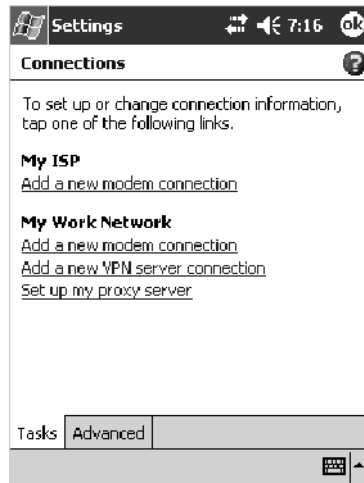 Settings 7:16 ok
Connections ?
To set up or change connection information,
tap one of the following links.
My ISP
Add a new modem connection
My Work Network
Add a new modem connection
Add a new VPN server connection
Set up my proxy server
Tasks Advanced